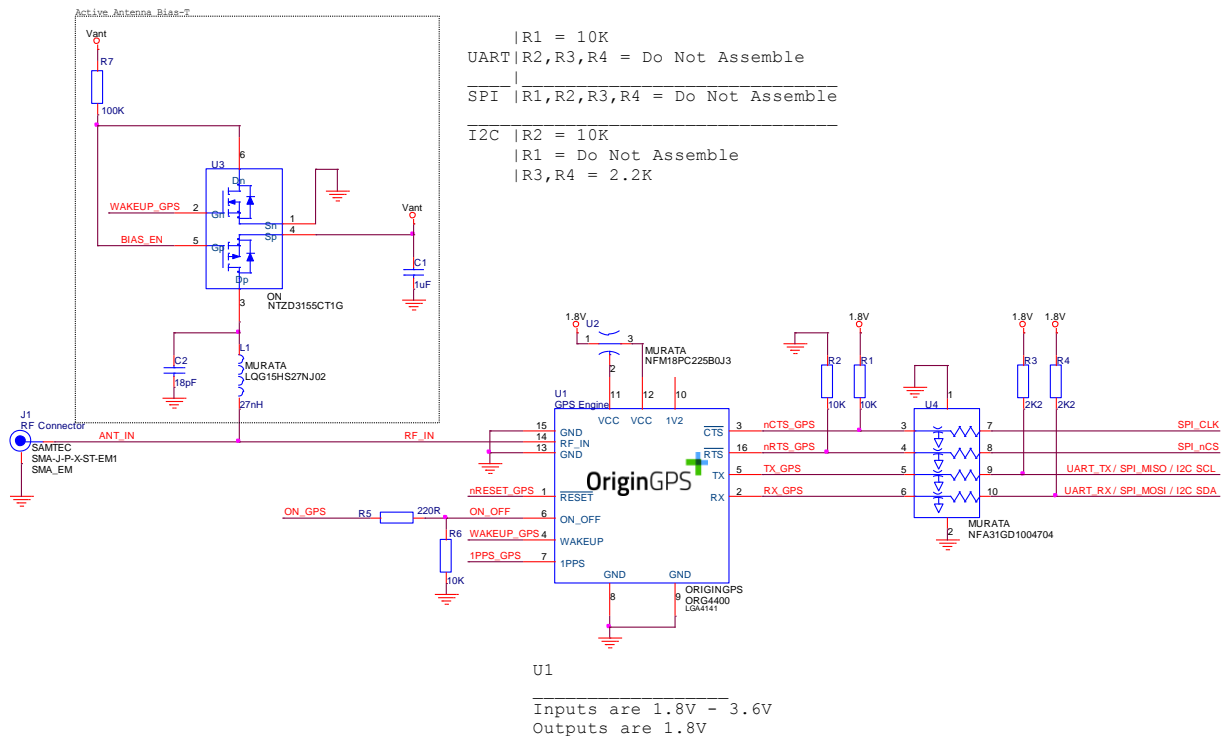 Active Antenna Bias-T
Vant
R7
100K
6
U3
Dn
WAKEUP_GPS 2
Gn
1
Sn
4
Sp
BIAS_EN 5
Gp
Dp
3
ON
NTZD3155CT1G
Vant
C1
1uF
C2
18pF
L1
MURATA
LQG15HS27NJ02
27nH
|R1 = 10K
UART|R2,R3,R4 = Do Not Assemble
SPI |R1,R2,R3,R4 = Do Not Assemble
I2C |R2 = 10K
|R1 = Do Not Assemble
|R3,R4 = 2.2K
J1
RF Connector
SAMTEC
SMA-J-P-X-ST-EM1
SMA_EM
ANT_IN
RF_IN
1.8V
U2
1
3
2
MURATA
NFM18PC225B0J3
U1
GPS Engine
11
12
10
VCC
VCC
1V2
15 GND
14 RF_IN
13 GND
nRESET_GPS 1 RESET
ON_GPS
R5
220R
ON_OFF 6 ON_OFF
R6
10K
WAKEUP_GPS 4 WAKEUP
1PPS_GPS 7 1PPS
OriginGPS
CTS 3 nCTS_GPS
RTS 16 nRTS_GPS
TX 5 TX_GPS
RX 2 RX_GPS
GND
GND
8
9
ORIGINGPS
ORG4400
LGA4141
1.8V
R2
R1
10K
10K
1.8V
1.8V
R3
R4
2K2
2K2
U4
1
3
7
SPI_CLK
4
8
SPI_nCS
5
9
UART_TX / SPI_MISO / I2C SCL
6
10
UART_RX / SPI_MOSI / I2C SDA
2
MURATA
NFA31GD1004704
U1
Inputs are 1.8V - 3.6V
Outputs are 1.8V